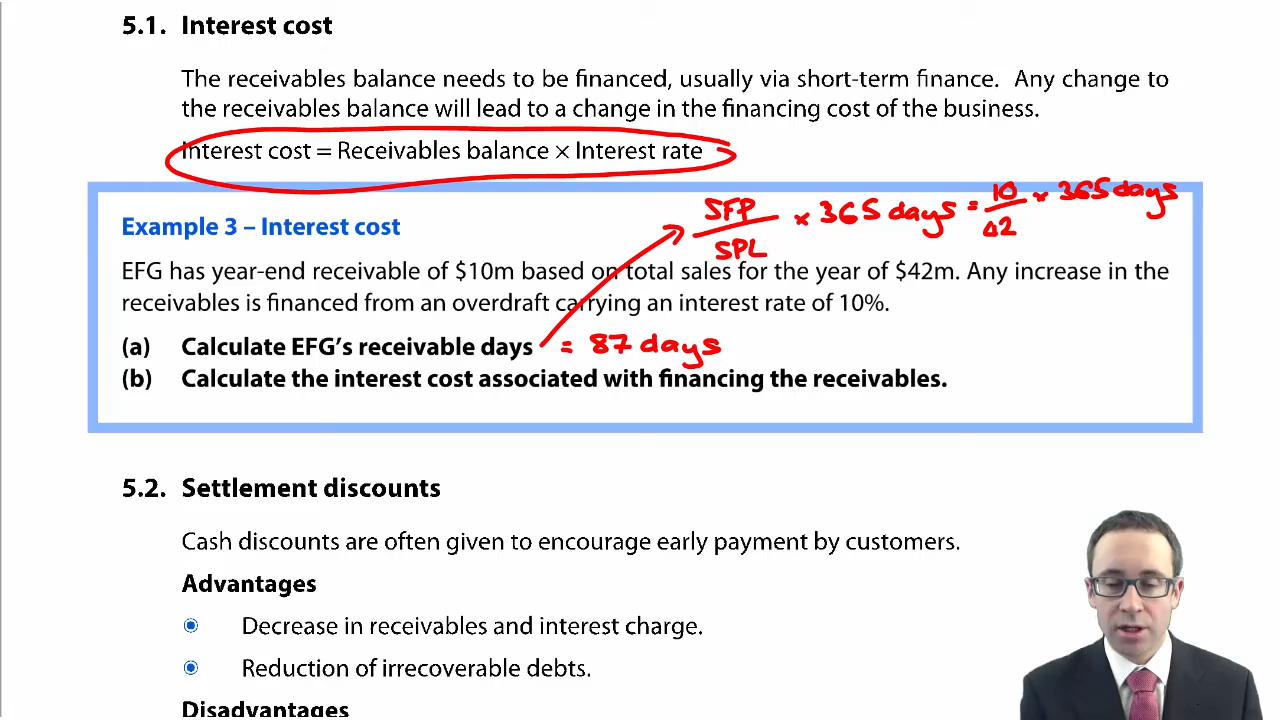 5.1. Interest cost
The receivables balance needs to be financed, usually via short-term finance. Any change to
the receivables balance will lead to a change in the financing cost of the business.
Interest cost = Receivables balance × Interest rate
Example 3 – Interest cost
SFP / SPL × 365 days = 10 / 42 × 365 days
EFG has year-end receivable of $10m based on total sales for the year of $42m. Any increase in the
receivables is financed from an overdraft carrying an interest rate of 10%.
(a) Calculate EFG's receivable days = 87 days
(b) Calculate the interest cost associated with financing the receivables.
5.2. Settlement discounts
Cash discounts are often given to encourage early payment by customers.
Advantages
Decrease in receivables and interest charge.
Reduction of irrecoverable debts.
Disadvantages